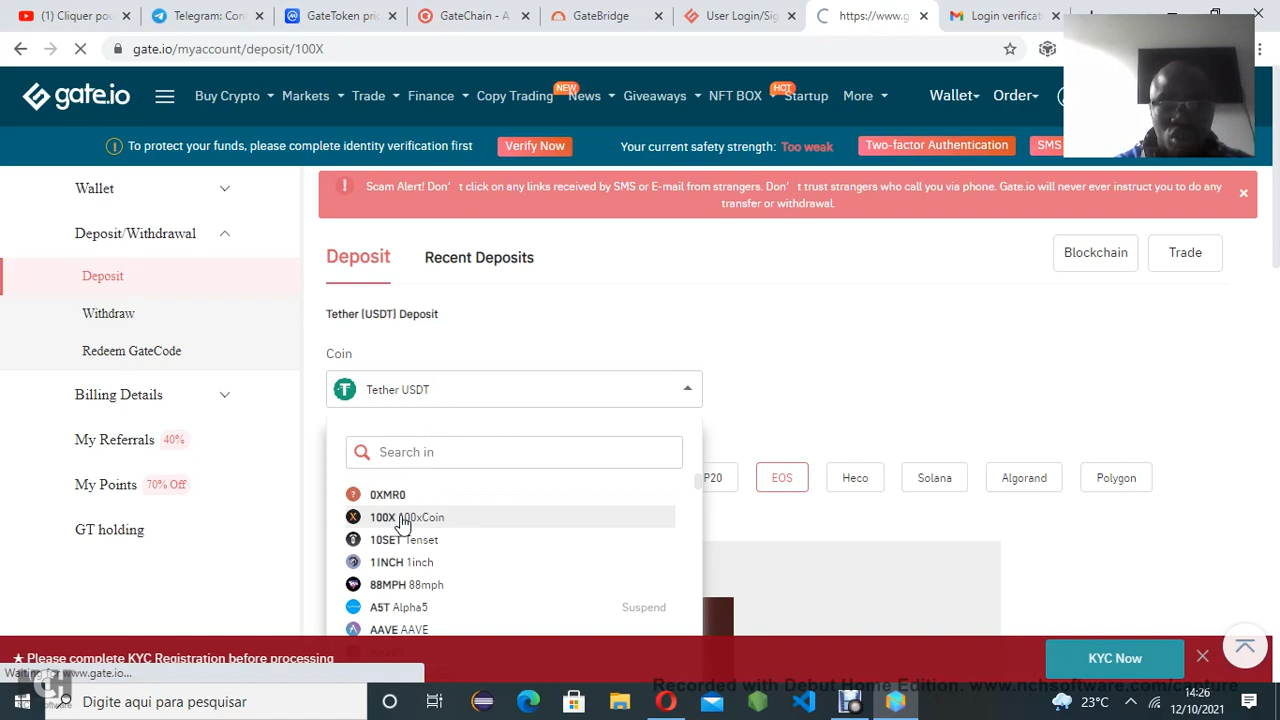 (1) Cliquer pou
Telegram: Con
GateToken pric
GateChain - A
GateBridge
User Login/Sig
https://www.g
Login verificat
gate.io/myaccount/deposit/100X
gate.io
Buy Crypto
Markets
Trade
Finance
Copy Trading
NEW
News
Giveaways
NFT BOX
HOT
Startup
More
Wallet
Order
To protect your funds, please complete identity verification first
Verify Now
Your current safety strength: Too weak
Two-factor Authentication
SMS
Scam Alert! Don't click on any links received by SMS or E-mail from strangers. Don't trust strangers who call you via phone. Gate.io will never ever instruct you to do any
transfer or withdrawal.
Wallet
Deposit/Withdrawal
Deposit
Withdraw
Redeem GateCode
Billing Details
My Referrals 40%
My Points 70% Off
GT holding
Deposit
Recent Deposits
Blockchain
Trade
Tether (USDT) Deposit
Coin
Tether USDT
Search in
P20
EOS
Heco
Solana
Algorand
Polygon
0XMR0
100X 100xCoin
10SET Tenset
1INCH 1inch
88MPH 88mph
A5T Alpha5 Suspend
AAVE AAVE
★ Please complete KYC Registration before processing
KYC Now
Waiting for www.gate.io...
Recorded with Debut Home Edition. www.nchsoftware.com/capture
Digite aqui para pesquisar
23°C
14:26
12/10/2021